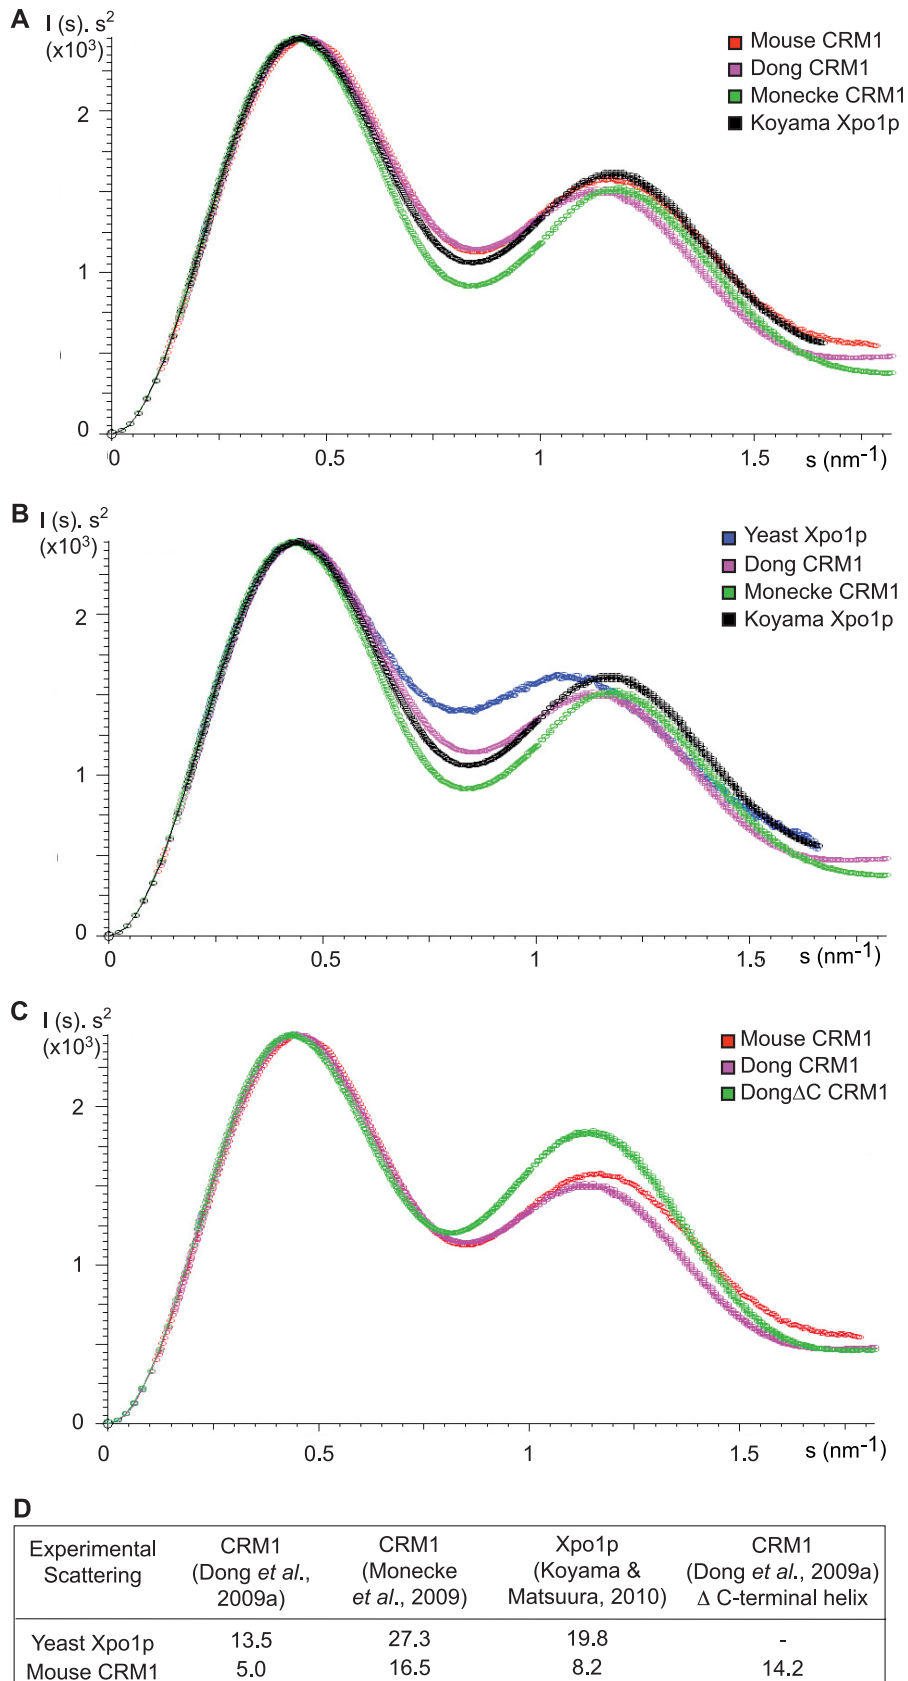 A
I (s). s²
(x10³)
Mouse CRM1
Dong CRM1
Monecke CRM1
Koyama Xpo1p
2
1
0
0
0.5
1
1.5
s (nm⁻¹)
B
I (s). s²
(x10³)
Yeast Xpo1p
Dong CRM1
Monecke CRM1
Koyama Xpo1p
2
1
0
0
0.5
1
1.5
s (nm⁻¹)
C
I (s). s²
(x10³)
Mouse CRM1
Dong CRM1
DongΔC CRM1
2
1
0
0
0.5
1
1.5
s (nm⁻¹)
D
Experimental CRM1 CRM1 Xpo1p CRM1
Scattering (Dong et al., (Monecke (Koyama & (Dong et al., 2009a)
2009a) et al., 2009) Matsuura, 2010) Δ C-terminal helix
Yeast Xpo1p 13.5 27.3 19.8 -
Mouse CRM1 5.0 16.5 8.2 14.2